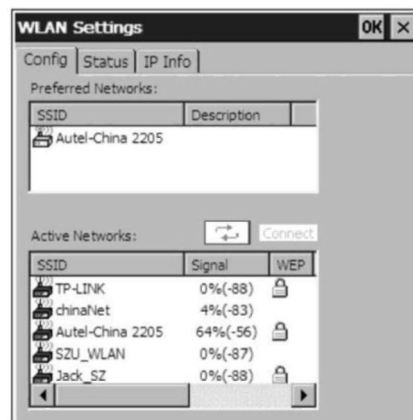 WLAN Settings OK ×
Config Status IP Info
Preferred Networks:
SSID Description
Autel-China 2205
Active Networks: Connect
SSID Signal WEP
TP-LINK 0%(-88)
chinaNet 4%(-83)
Autel-China 2205 64%(-56)
SZU_WLAN 0%(-87)
Jack_SZ 0%(-88)